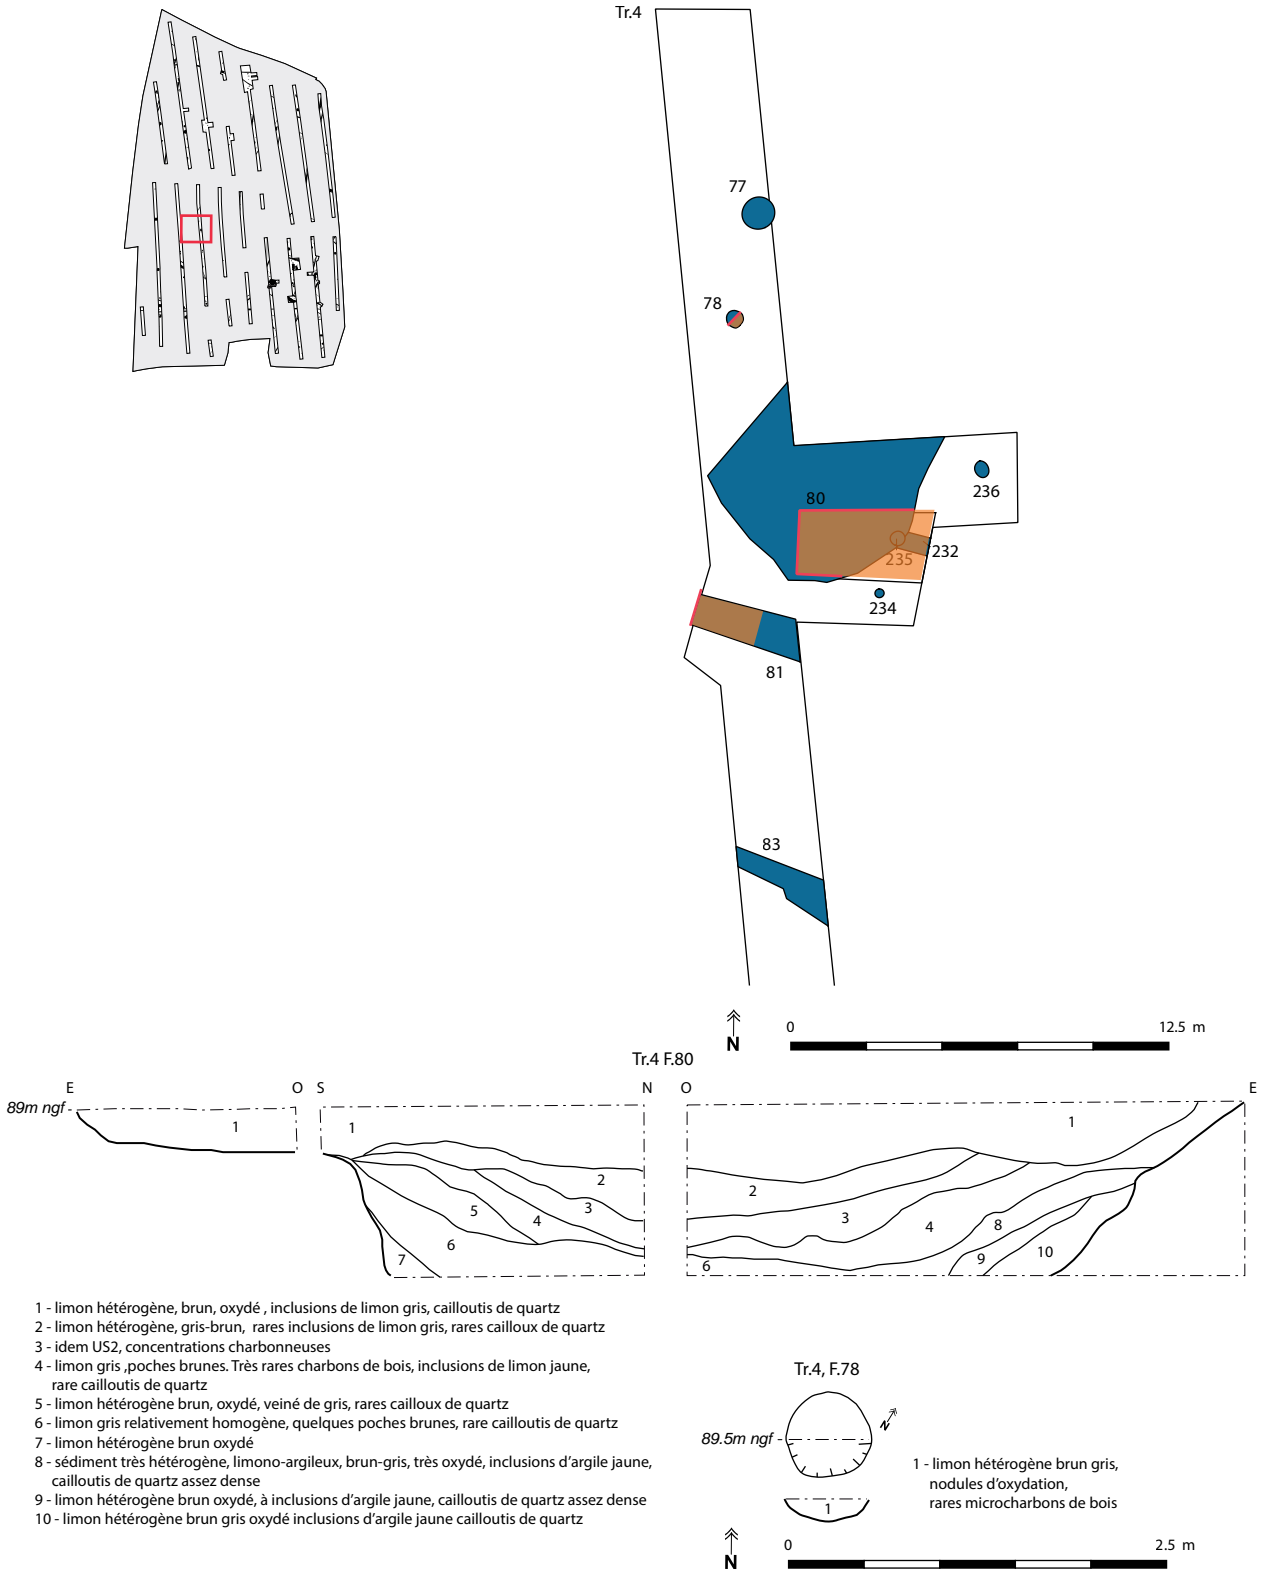 Tr.4
77
78
80
236
235
232
234
81
83
N
0
12.5 m
Tr.4 F.80
E
O
S
N
O
E
89m ngf
1
1
1
2
3
5
4
6
7
2
3
4
8
9
10
6
1 - limon hétérogène, brun, oxydé , inclusions de limon gris, cailloutis de quartz
2 - limon hétérogène, gris-brun, rares inclusions de limon gris, rares cailloux de quartz
3 - idem US2, concentrations charbonneuses
4 - limon gris ,poches brunes. Très rares charbons de bois, inclusions de limon jaune,
rare cailloutis de quartz
5 - limon hétérogène brun, oxydé, veiné de gris, rares cailloux de quartz
6 - limon gris relativement homogène, quelques poches brunes, rare cailloutis de quartz
7 - limon hétérogène brun oxydé
8 - sédiment très hétérogène, limono-argileux, brun-gris, très oxydé, inclusions d'argile jaune,
cailloutis de quartz assez dense
9 - limon hétérogène brun oxydé, à inclusions d'argile jaune, cailloutis de quartz assez dense
10 - limon hétérogène brun gris oxydé inclusions d'argile jaune cailloutis de quartz
Tr.4, F.78
N
89.5m ngf
1
1 - limon hétérogène brun gris,
nodules d'oxydation,
rares microcharbons de bois
N
0
2.5 m